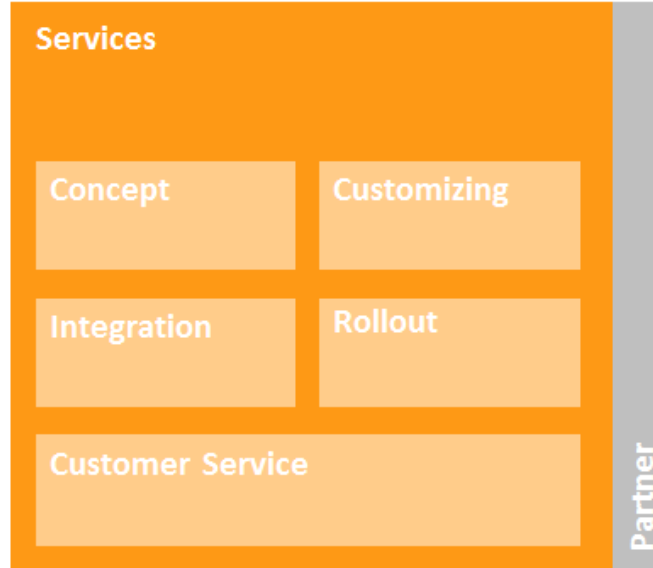 Services
Concept
Customizing
Integration
Rollout
Customer Service
Partner